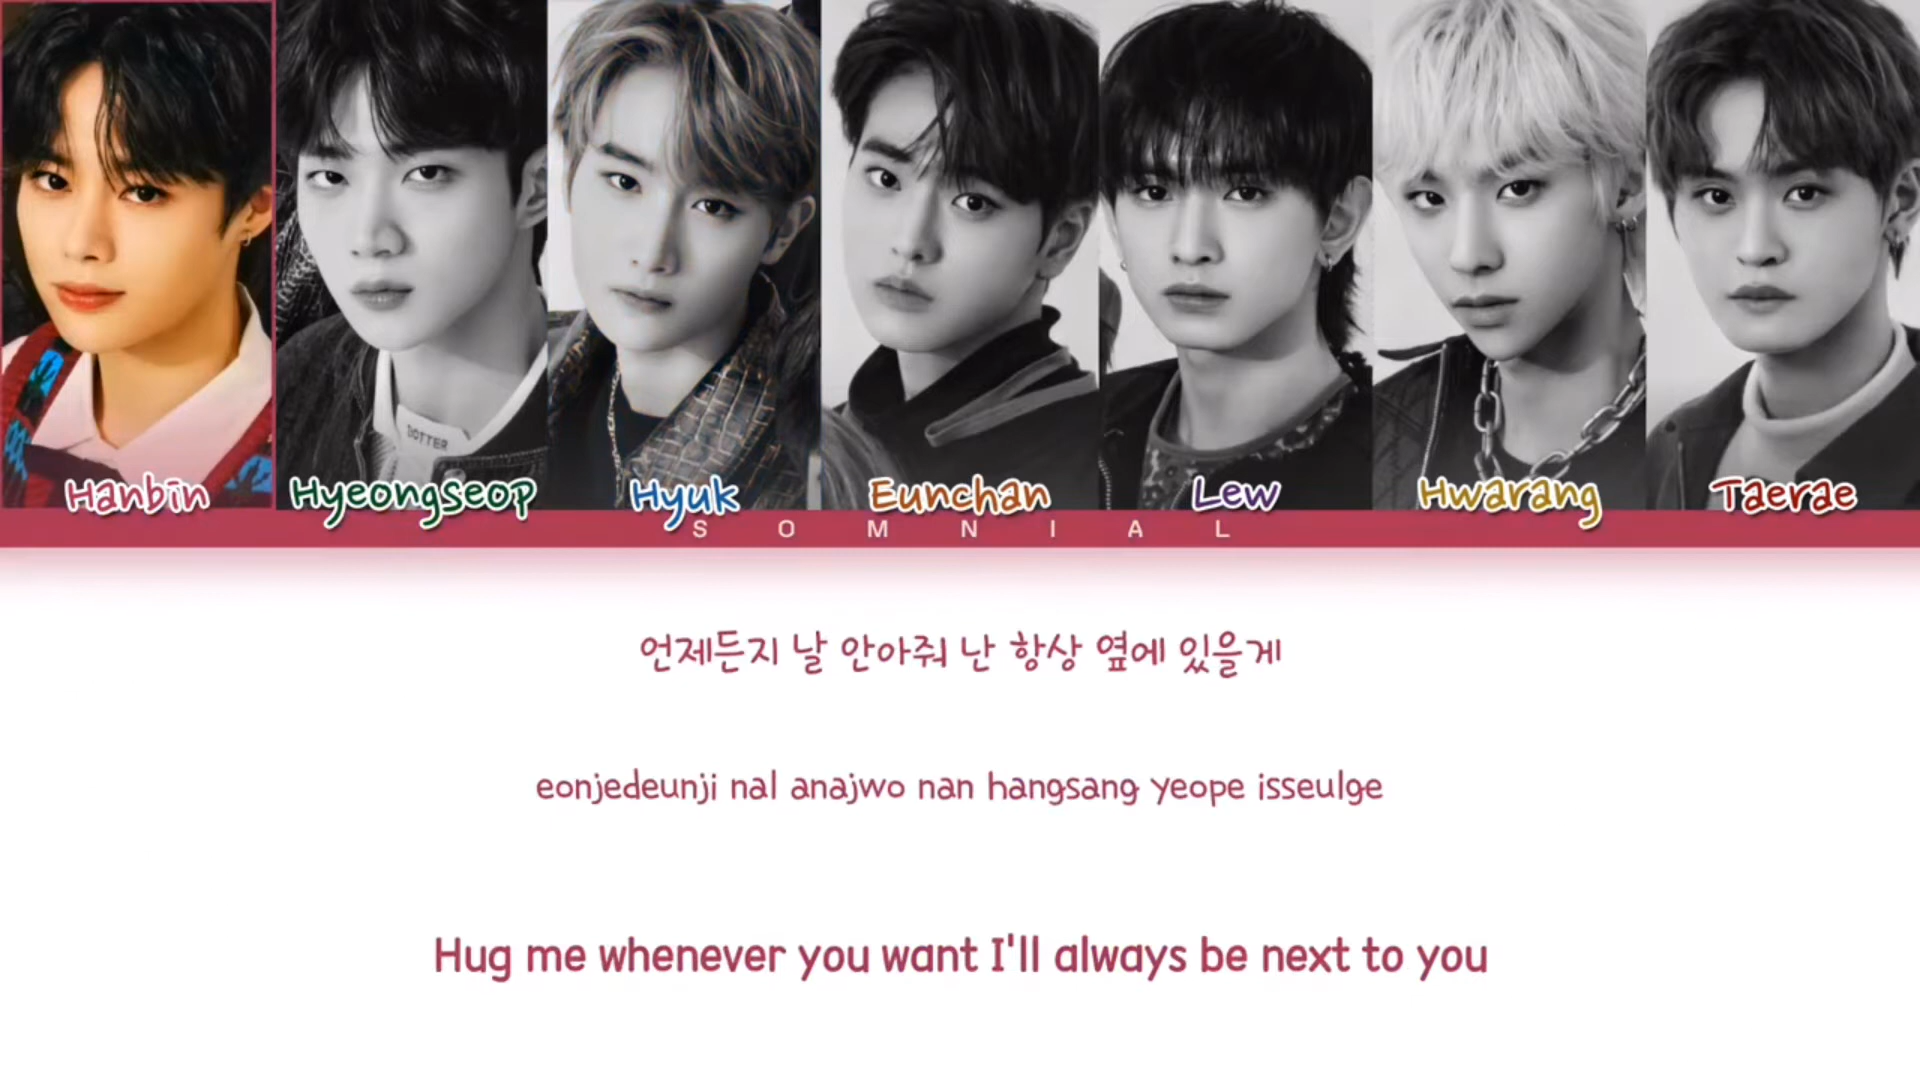 DOTTER
Hanbin Hyeongseop Hyuk Eunchan Lew Hwarang Taerae
SOMNIAL
언제든지 날 안아줘 난 항상 옆에 있을게
eonjedeunji nal anajwo nan hangsang yeope isseulge
Hug me whenever you want I'll always be next to you